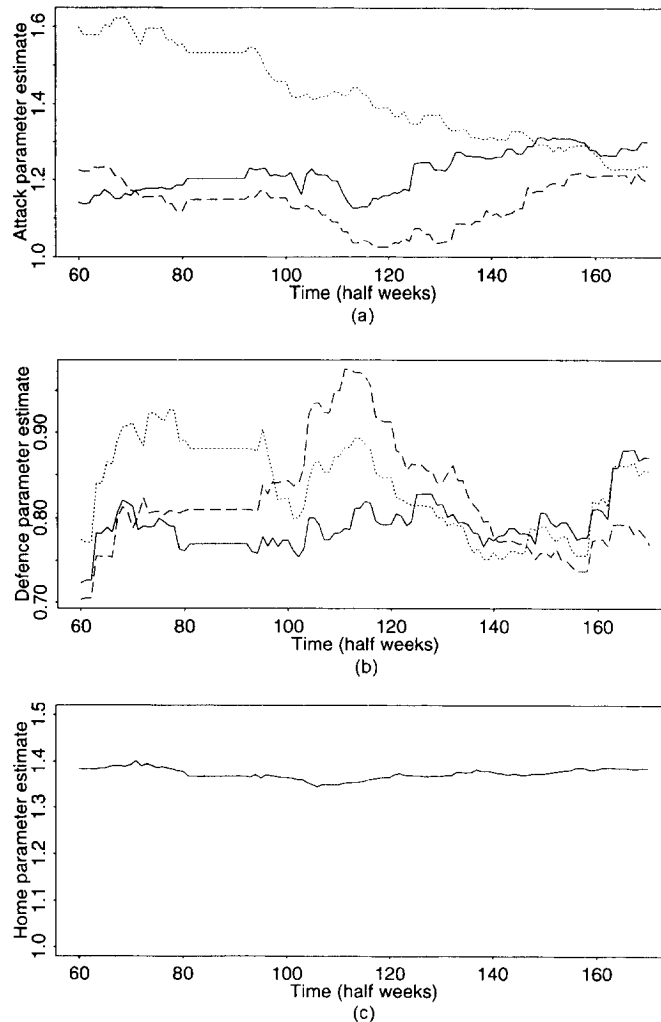 Attack parameter estimate
1.0 1.2 1.4 1.6
60 80 100 120 140 160
Time (half weeks)
(a)
Defence parameter estimate
0.70 0.80 0.90
60 80 100 120 140 160
Time (half weeks)
(b)
Home parameter estimate
1.0 1.1 1.2 1.3 1.4 1.5
60 80 100 120 140 160
Time (half weeks)
(c)